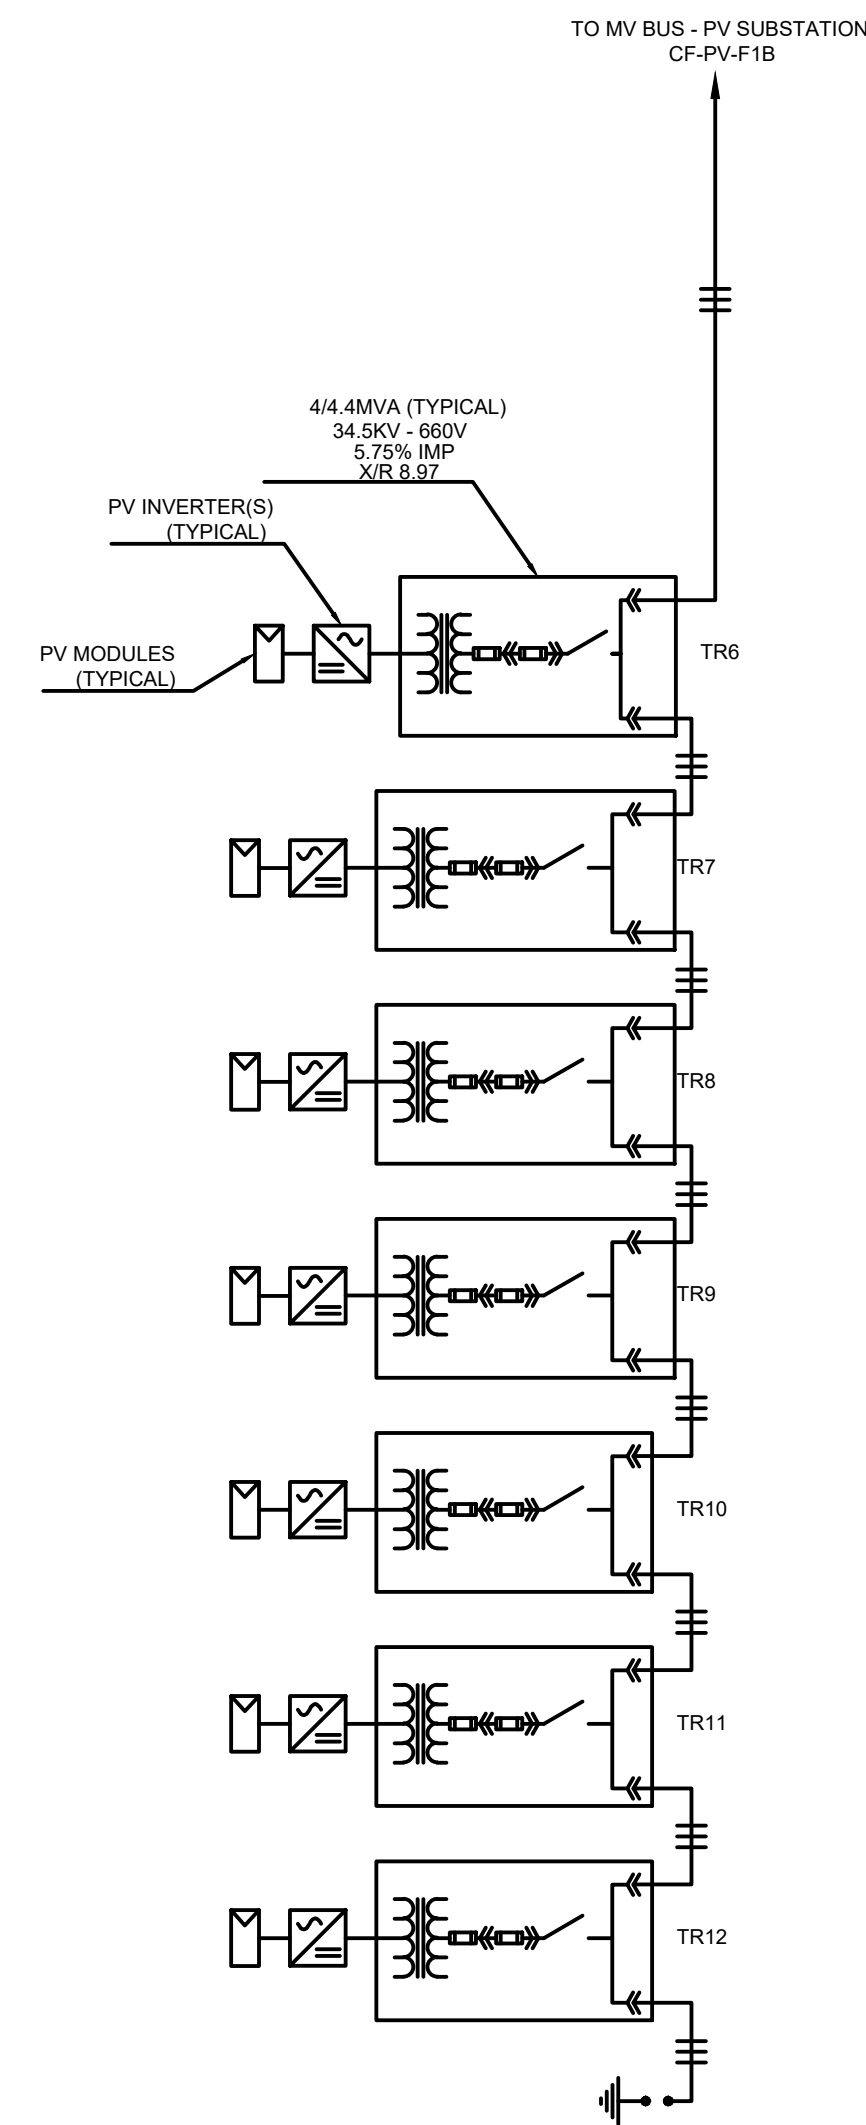 TO MV BUS - PV SUBSTATION
CF-PV-F1B
4/4.4MVA (TYPICAL)
34.5KV - 660V
5.75% IMP
X/R 8.97
PV INVERTER(S)
(TYPICAL)
PV MODULES
(TYPICAL)
TR6
TR7
TR8
TR9
TR10
TR11
TR12